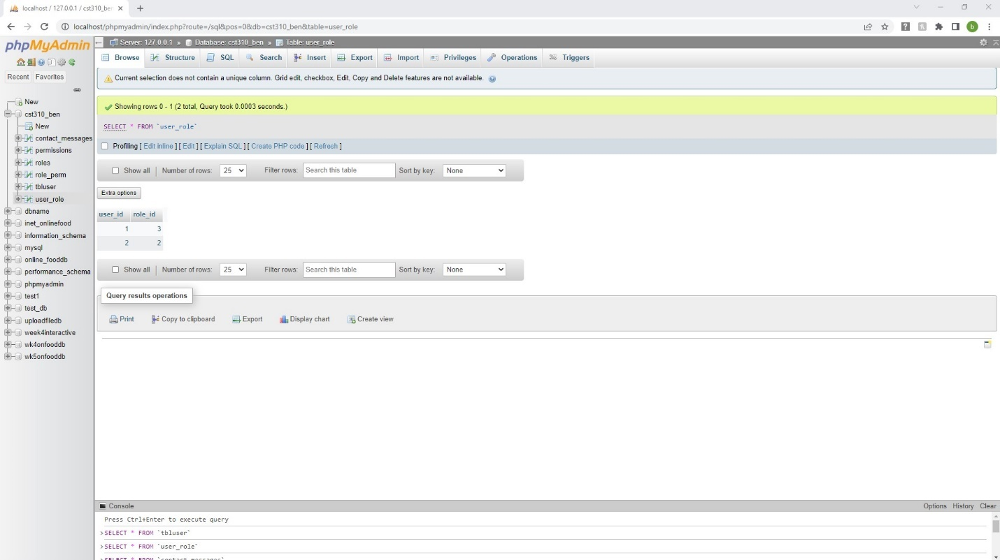 localhost / 127.0.0.1 / cst310_ben
localhost/phpmyadmin/index.php?route=/sql&pos=0&db=cst310_ben&table=user_role
b
phpMyAdmin
Recent Favorites
New
cst310_ben
New
contact_messages
permissions
roles
role_perm
tbluser
user_role
dbname
inet_onlinefood
information_schema
mysql
online_fooddb
performance_schema
phpmyadmin
test1
test_db
uploadfiledb
week4interactive
wk4onfooddb
wk5onfooddb
Server: 127.0.0.1 » Database: cst310_ben » Table: user_role
Browse Structure SQL Search Insert Export Import Privileges Operations Triggers
Current selection does not contain a unique column. Grid edit, checkbox, Edit, Copy and Delete features are not available.
Showing rows 0 - 1 (2 total, Query took 0.0003 seconds.)
SELECT * FROM `user_role`
Profiling [ Edit inline ] [ Edit ] [ Explain SQL ] [ Create PHP code ] [ Refresh ]
Show all Number of rows: 25 Filter rows: Search this table Sort by key: None
Extra options
user_id role_id
1 3
2 2
Show all Number of rows: 25 Filter rows: Search this table Sort by key: None
Query results operations
Print Copy to clipboard Export Display chart Create view
Console Options History Clear
Press Ctrl+Enter to execute query
>SELECT * FROM `tbluser`
>SELECT * FROM `user_role`
>SELECT * FROM `contact_messages`